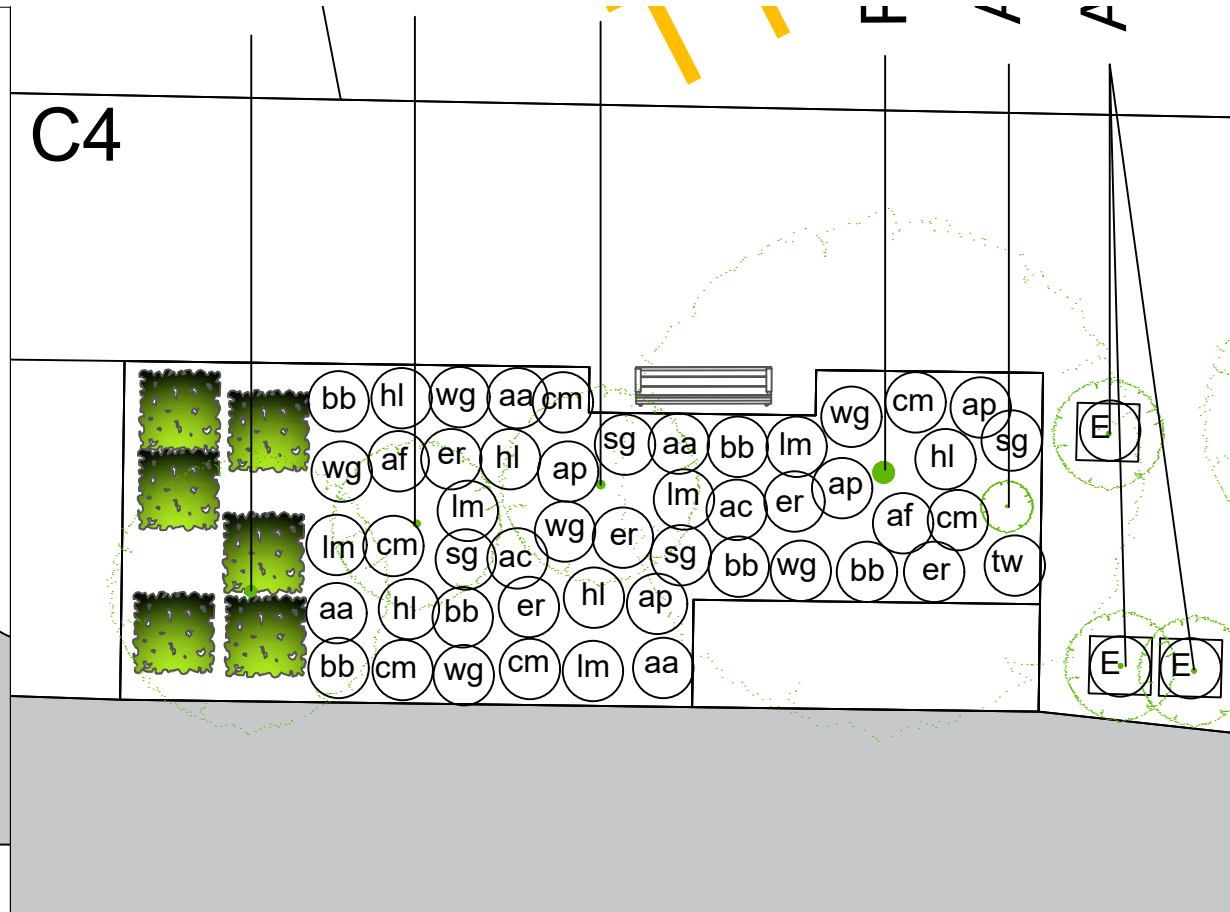 C4
bb hl wg aa cm wg cm ap
sg aa bb lm sg E
wg af er hl ap hl
lm lm ac er ap
lm cm sg ac wg er sg af cm
bb wg bb er tw
aa hl bb er hl ap
bb cm wg cm lm aa E E